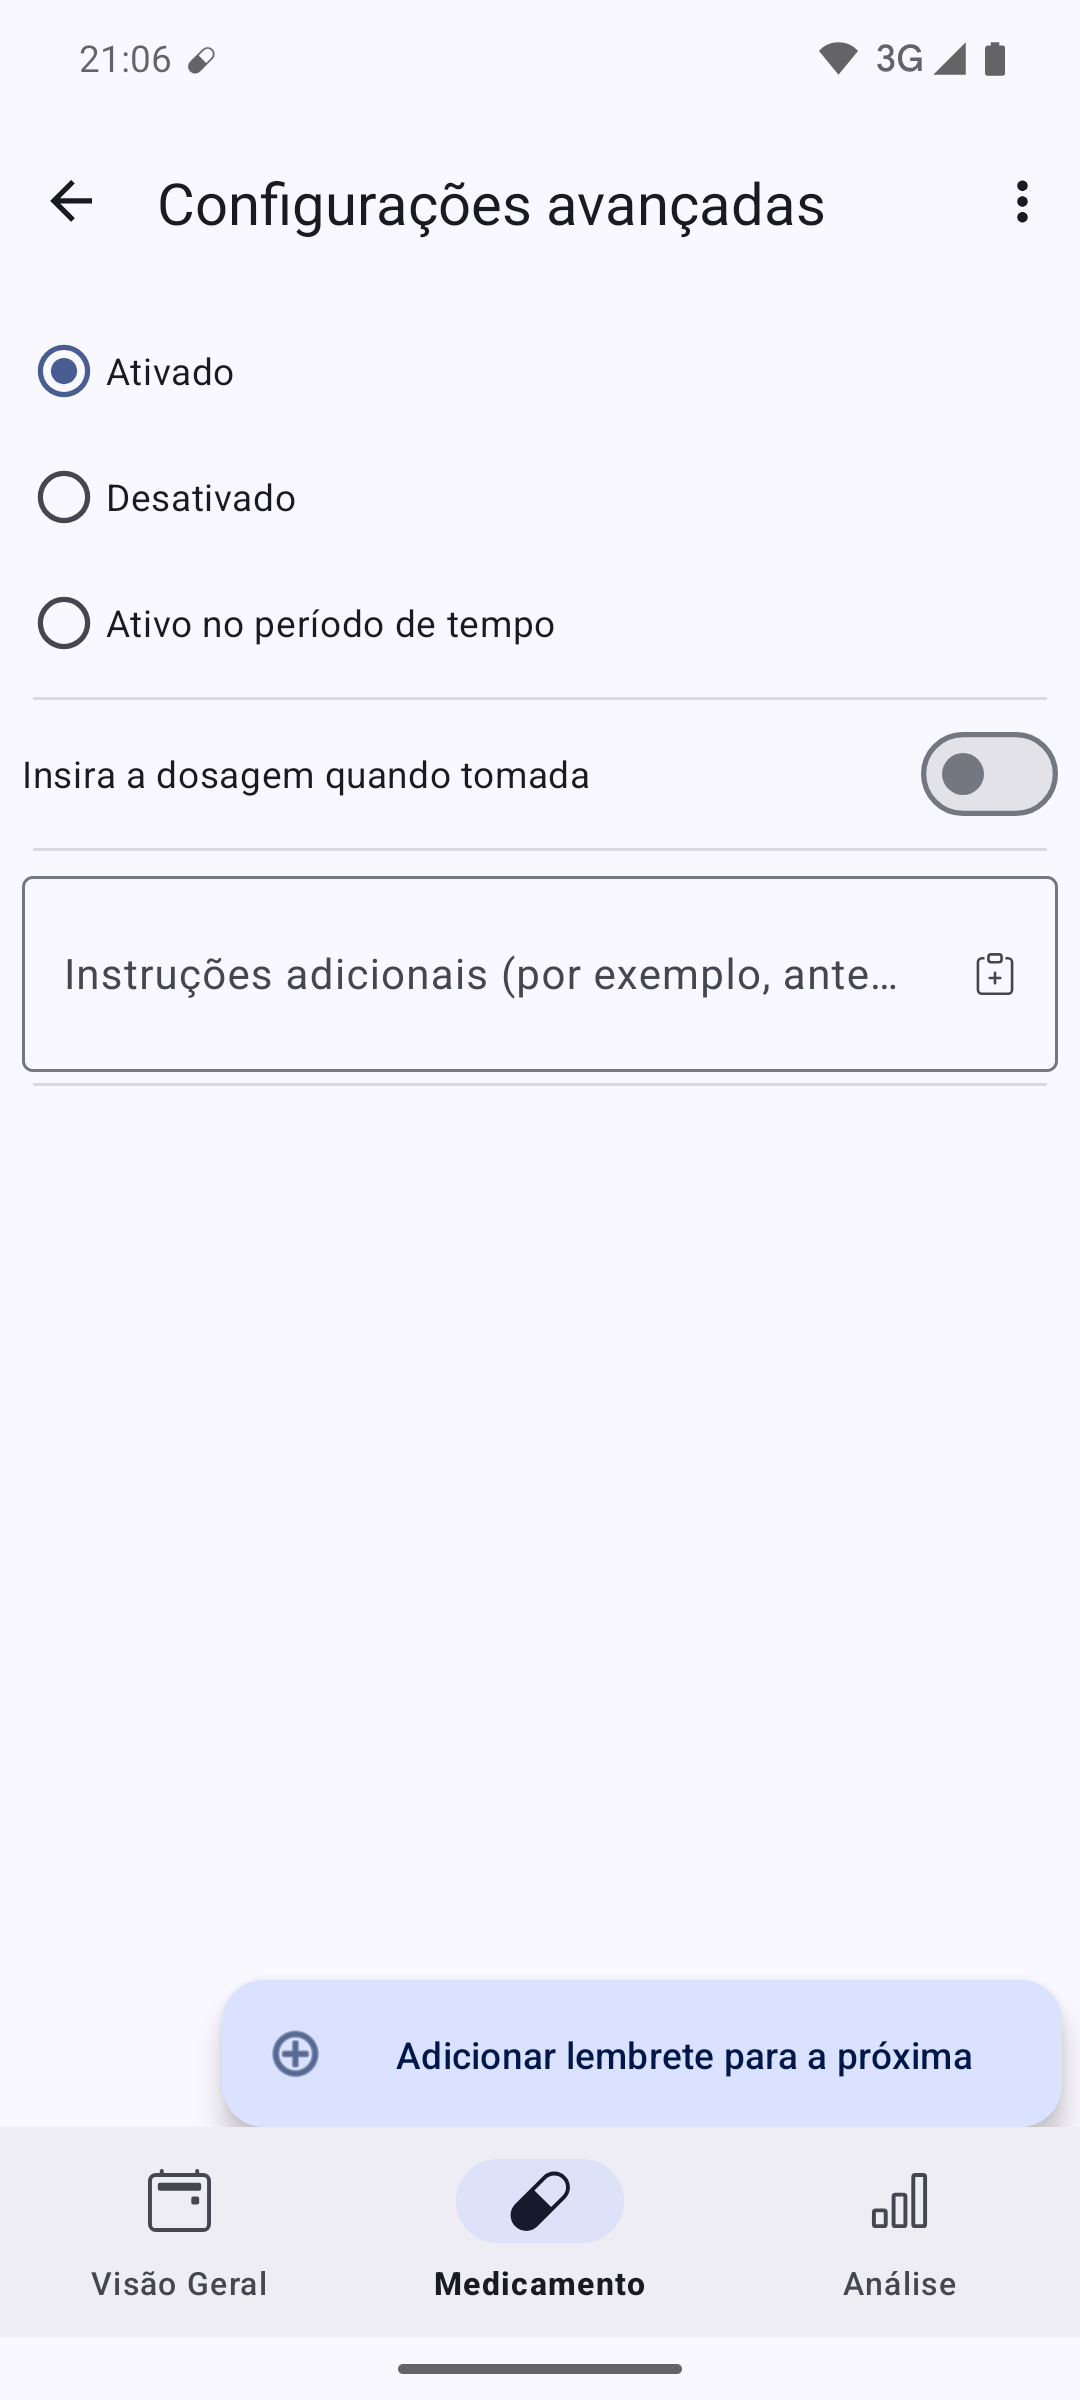 21:06
3G
Configurações avançadas
Ativado
Desativado
Ativo no período de tempo
Insira a dosagem quando tomada
Instruções adicionais (por exemplo, ante…
Adicionar lembrete para a próxima
Visão Geral
Medicamento
Análise